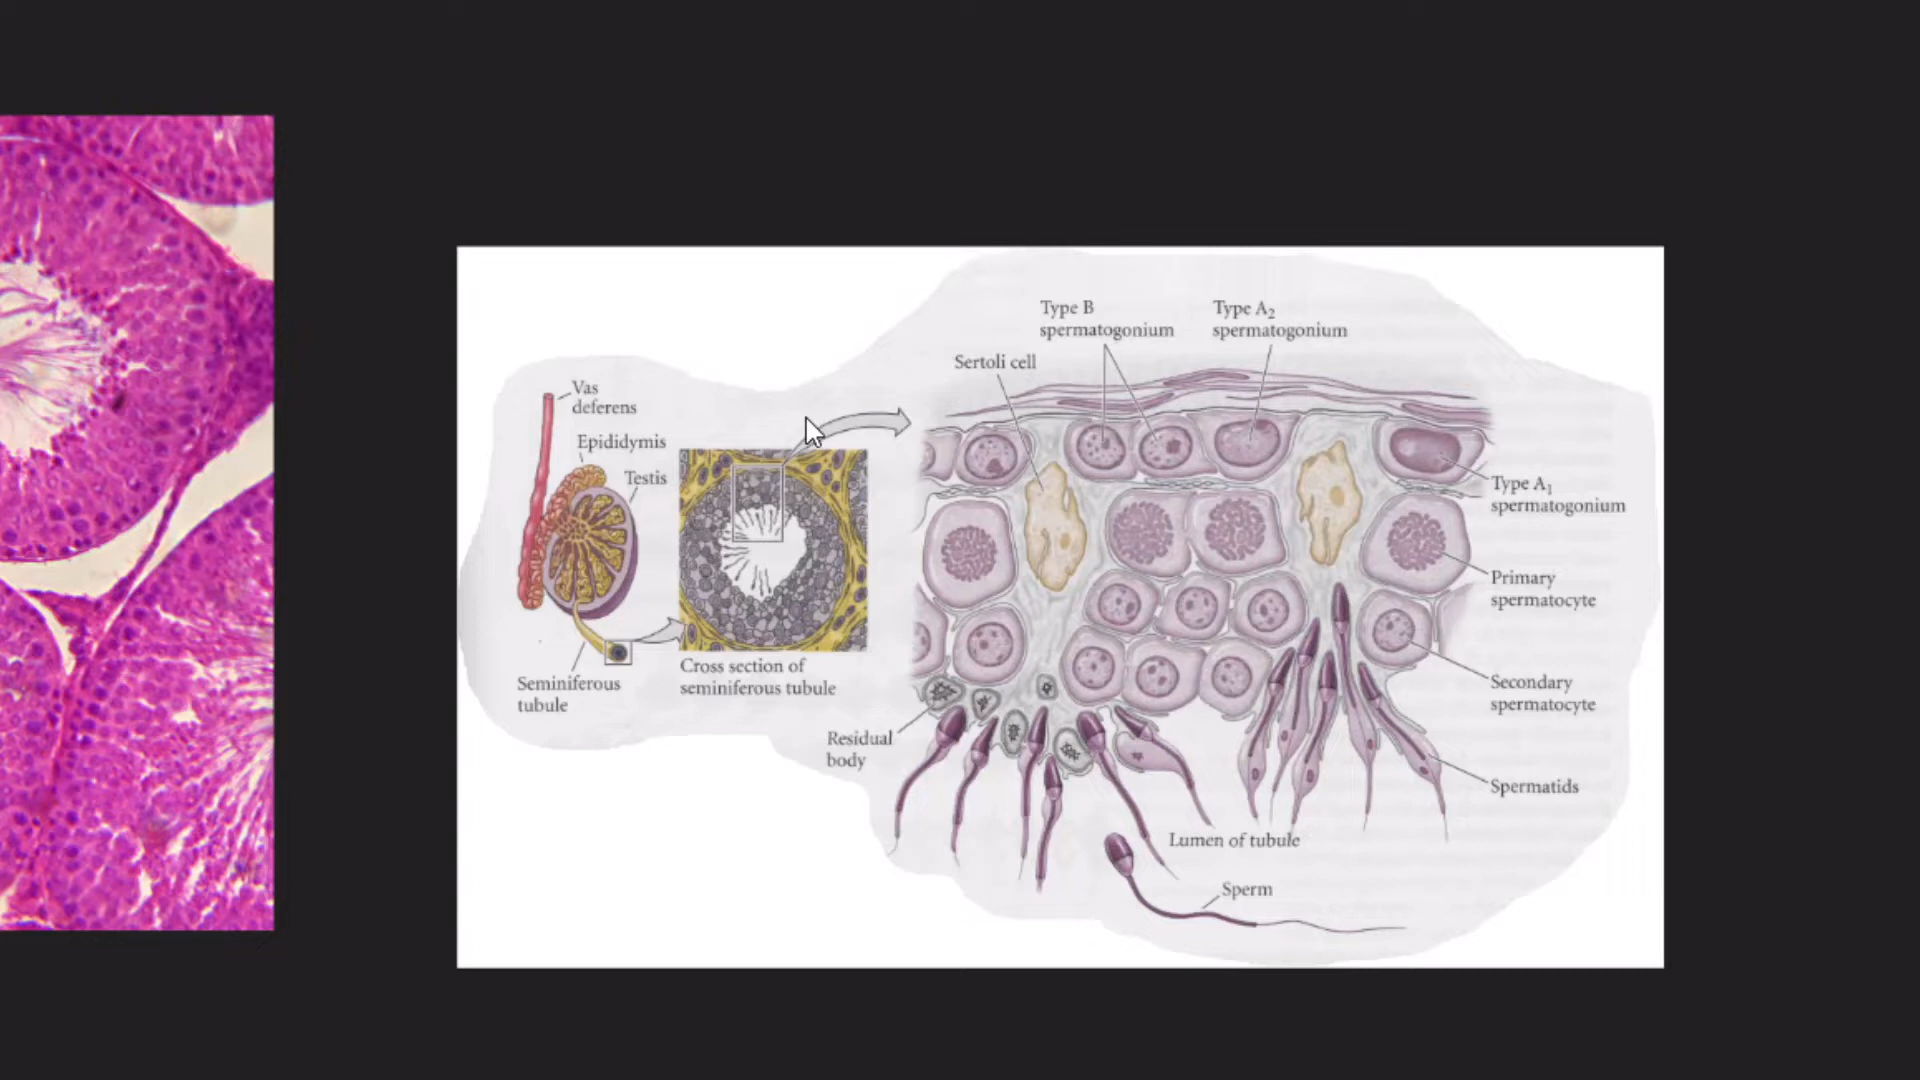 Type B
spermatogonium
Type A₂
spermatogonium
Sertoli cell
Vas
deferens
Epididymis
Testis
Type A₁
spermatogonium
Primary
spermatocyte
Cross section of
seminiferous tubule
Seminiferous
tubule
Secondary
spermatocyte
Residual
body
Spermatids
Lumen of tubule
Sperm